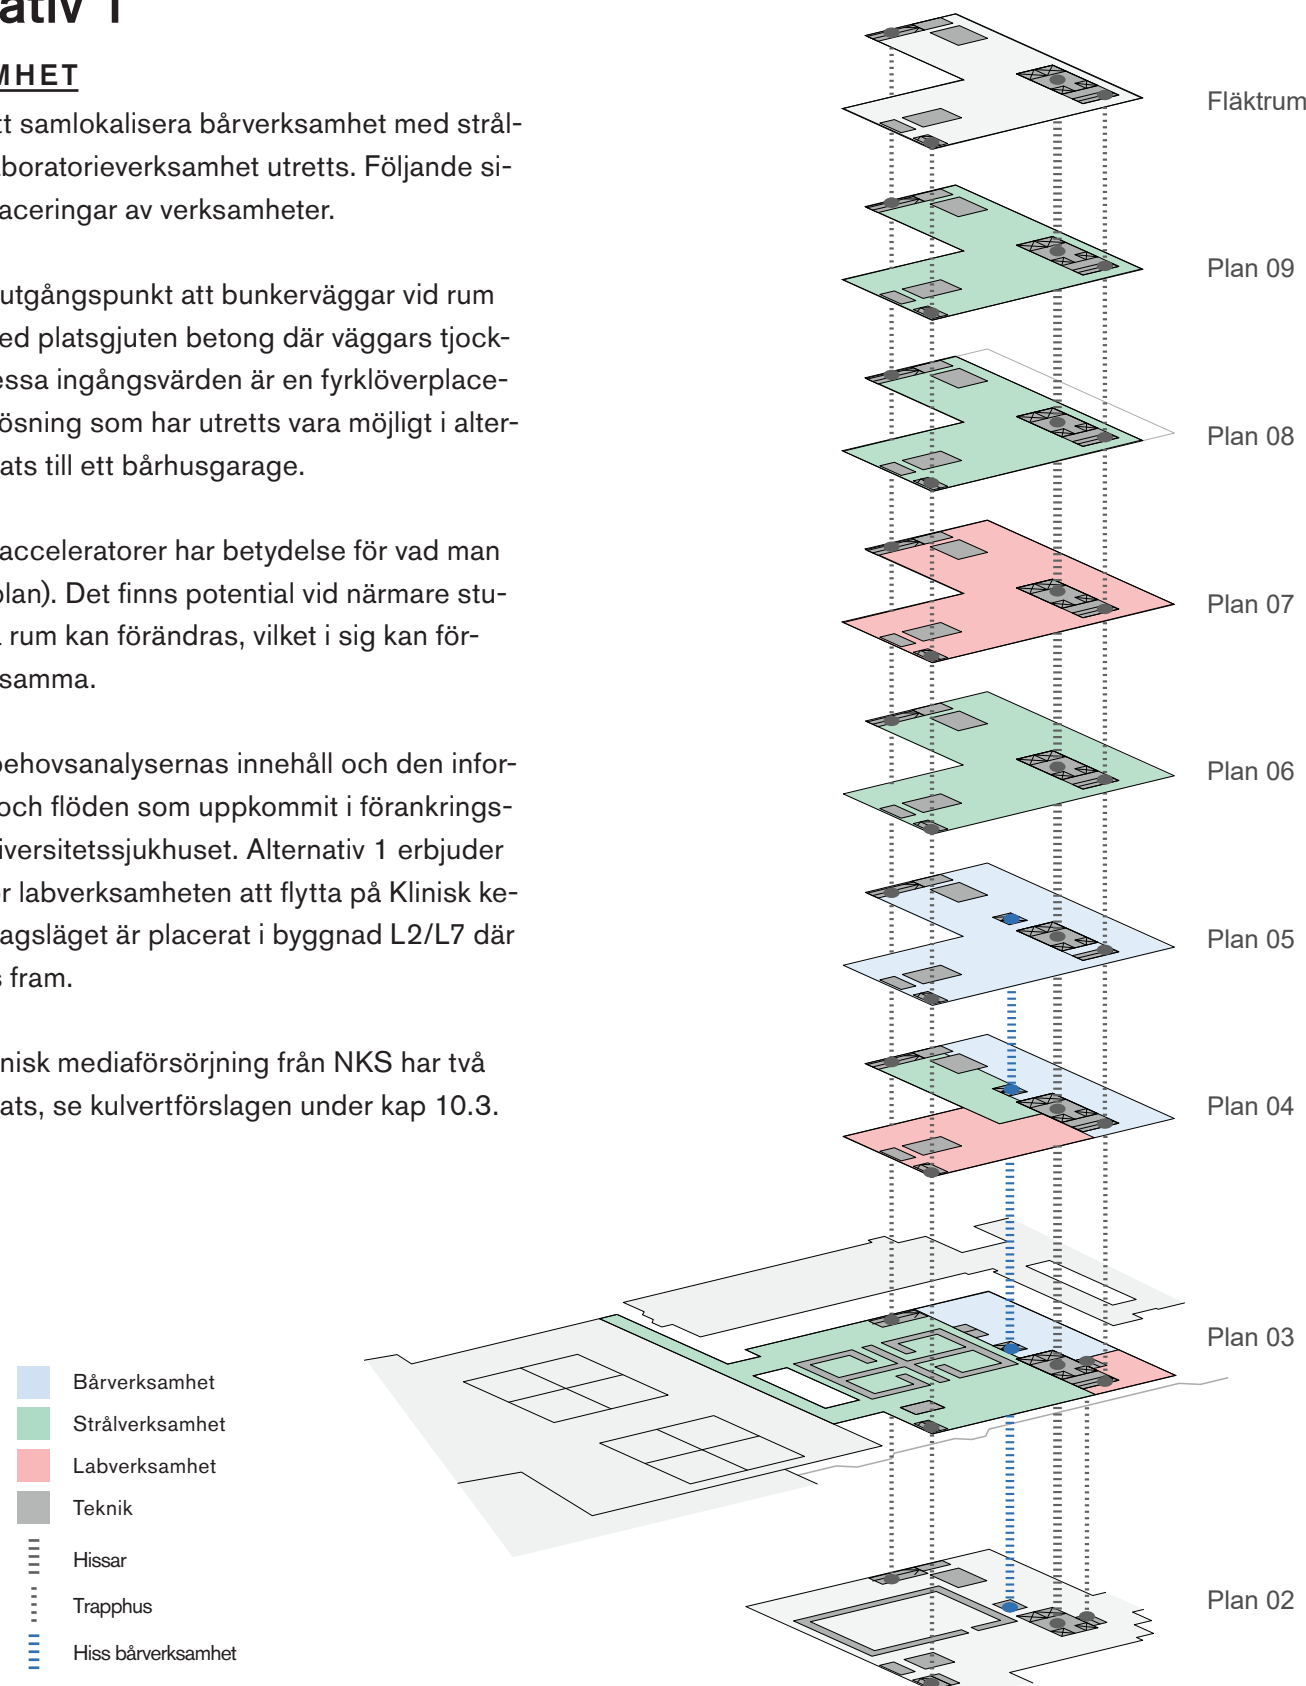 ativ 1
MHET
tt samlokalisera bårverksamhet med strål-
aboratorieverksamhet utretts. Följande si-
aceringar av verksamheter.
utgångspunkt att bunkerväggar vid rum
ed platsgjuten betong där väggars tjock-
essa ingångsvärden är en fyrklöverplace-
ösning som har utretts vara möjligt i alter-
ats till ett bårhusgarage.
acceleratorer har betydelse för vad man
plan). Det finns potential vid närmare stu-
rum kan förändras, vilket i sig kan för-
samma.
behovsanalysernas innehåll och den infor-
och flöden som uppkommit i förankrings-
iversitetssjukhuset. Alternativ 1 erbjuder
r labverksamheten att flytta på Klinisk ke-
agsläget är placerat i byggnad L2/L7 där
s fram.
nisk mediaförsörjning från NKS har två
ats, se kulvertförslagen under kap 10.3.
Fläktrum
Plan 09
Plan 08
Plan 07
Plan 06
Plan 05
Plan 04
Plan 03
Plan 02
Bårverksamhet
Strålverksamhet
Labverksamhet
Teknik
Hissar
Trapphus
Hiss bårverksamhet